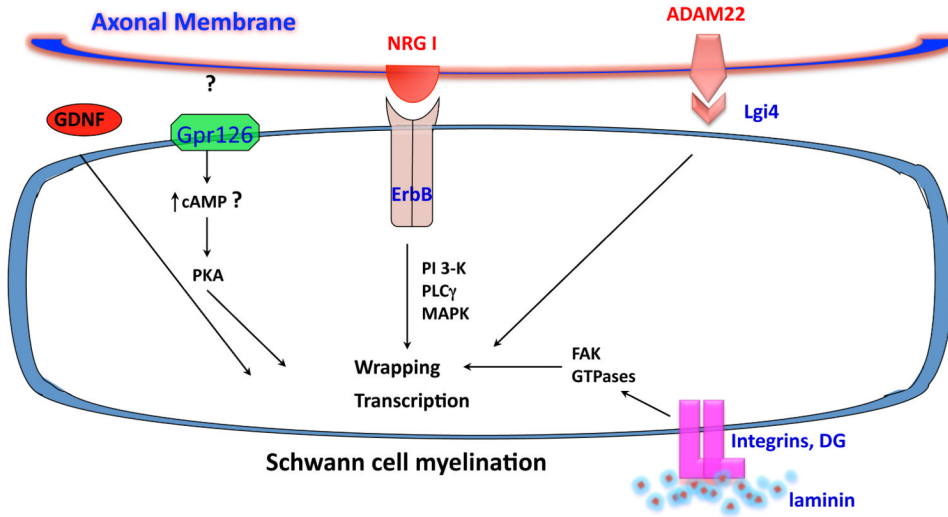 Axonal Membrane
ADAM22
NRG I
?
GDNF
Gpr126
Lgi4
↑cAMP ?
ErbB
PKA
PI 3-K
PLCγ
MAPK
Wrapping
Transcription
FAK
GTPases
Integrins, DG
Schwann cell myelination
laminin